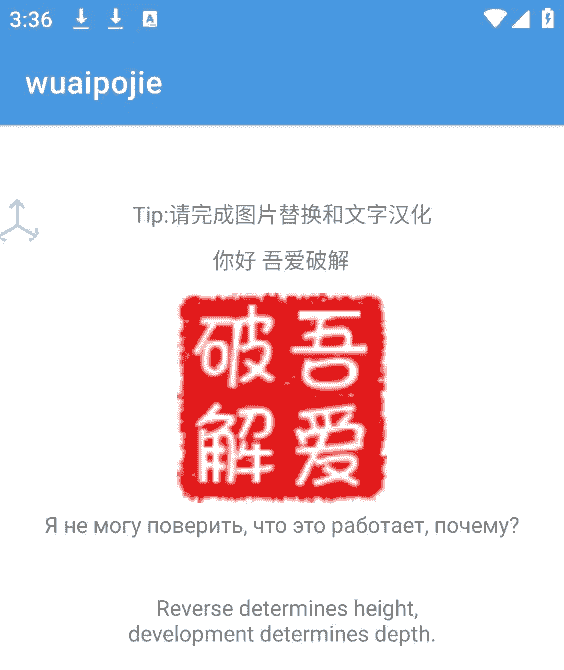 3:36
wuaipojie
Tip:请完成图片替换和文字汉化
你好 吾爱破解
吾爱
破解
Я не могу поверить, что это работает, почему?
Reverse determines height,
development determines depth.